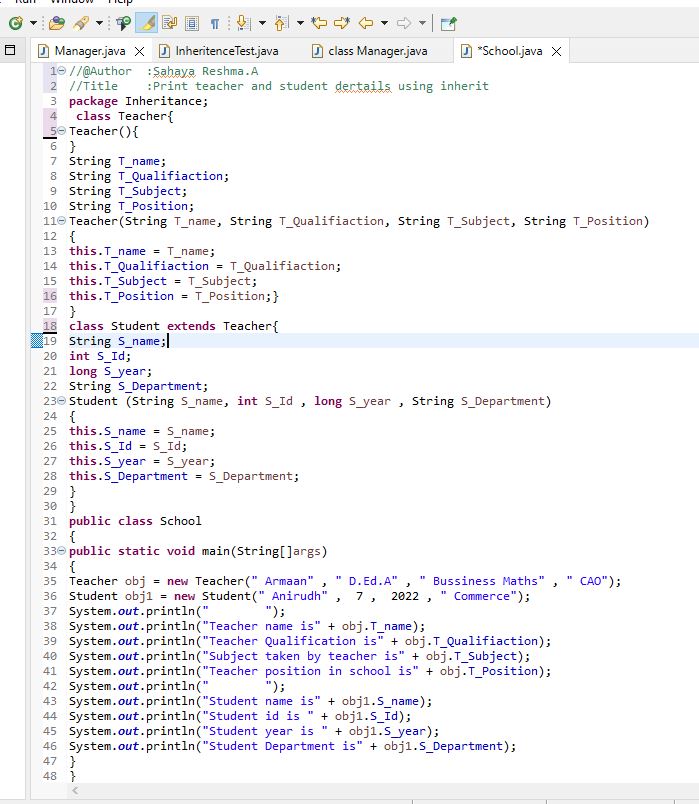 Run Window Help
Manager.java
InheritenceTest.java
class Manager.java
*School.java
1 //@Author  :Sahaya Reshma.A
2 //Title    :Print teacher and student dertails using inherit
3 package Inheritance;
4  class Teacher{
5 Teacher(){
6 }
7 String T_name;
8 String T_Qualifiaction;
9 String T_Subject;
10 String T_Position;
11 Teacher(String T_name, String T_Qualifiaction, String T_Subject, String T_Position)
12 {
13 this.T_name = T_name;
14 this.T_Qualifiaction = T_Qualifiaction;
15 this.T_Subject = T_Subject;
16 this.T_Position = T_Position;}
17 }
18 class Student extends Teacher{
19 String S_name;
20 int S_Id;
21 long S_year;
22 String S_Department;
23 Student (String S_name, int S_Id , long S_year , String S_Department)
24 {
25 this.S_name = S_name;
26 this.S_Id = S_Id;
27 this.S_year = S_year;
28 this.S_Department = S_Department;
29 }
30 }
31 public class School
32 {
33 public static void main(String[]args)
34 {
35 Teacher obj = new Teacher(" Armaan" , " D.Ed.A" , " Bussiness Maths" , " CAO");
36 Student obj1 = new Student(" Anirudh" ,  7 ,  2022 , " Commerce");
37 System.out.println("        ");
38 System.out.println("Teacher name is" + obj.T_name);
39 System.out.println("Teacher Qualification is" + obj.T_Qualifiaction);
40 System.out.println("Subject taken by teacher is" + obj.T_Subject);
41 System.out.println("Teacher position in school is" + obj.T_Position);
42 System.out.println("        ");
43 System.out.println("Student name is" + obj1.S_name);
44 System.out.println("Student id is " + obj1.S_Id);
45 System.out.println("Student year is " + obj1.S_year);
46 System.out.println("Student Department is" + obj1.S_Department);
47 }
48 }